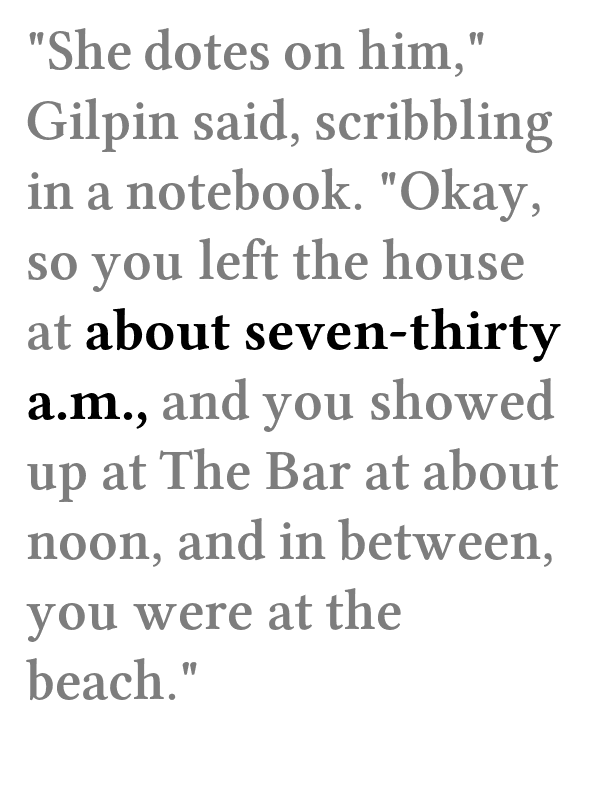 "She dotes on him,"
Gilpin said, scribbling
in a notebook. "Okay,
so you left the house
at about seven-thirty
a.m., and you showed
up at The Bar at about
noon, and in between,
you were at the
beach."